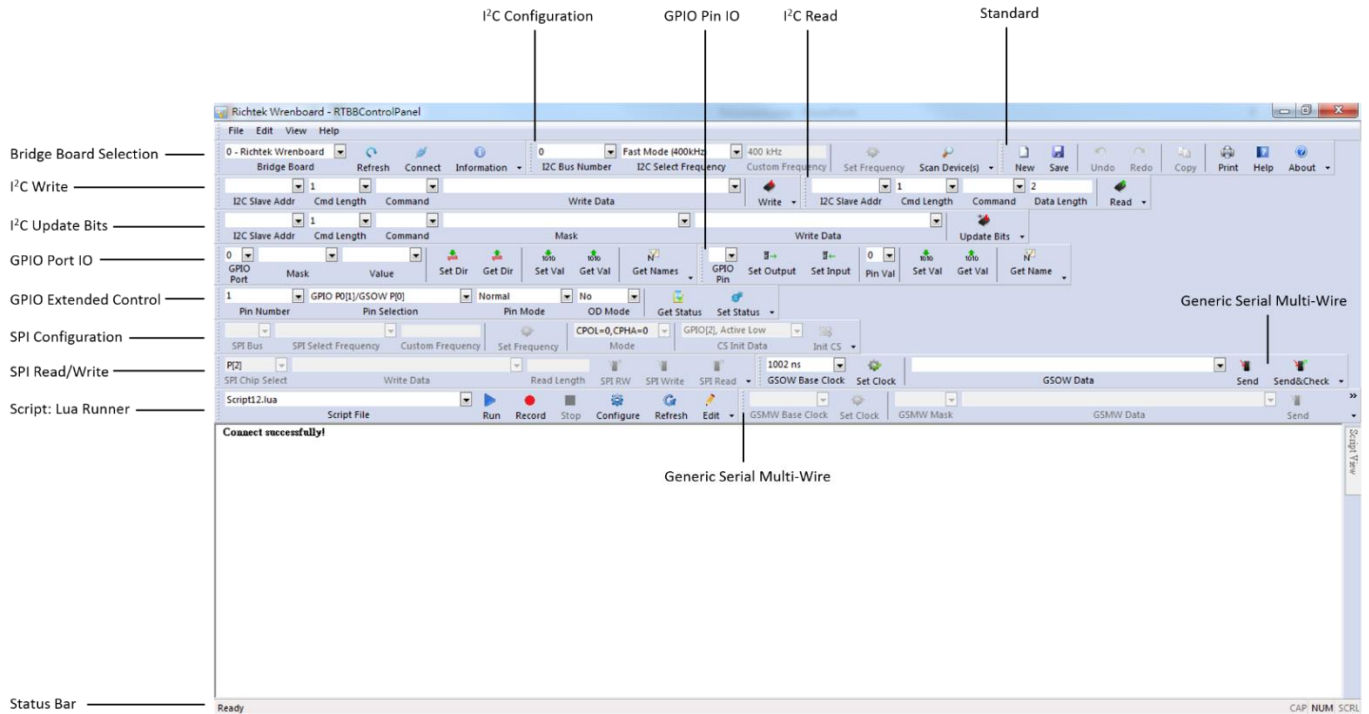 I²C Configuration
GPIO Pin IO
I²C Read
Standard
Richtek Wrenboard - RTBBControlPanel
File Edit View Help
Bridge Board Selection
0 - Richtek Wrenboard
0 Fast Mode (400kHz) 400 kHz
Bridge Board Refresh Connect Information I2C Bus Number I2C Select Frequency Custom Frequency Set Frequency Scan Device(s) New Save Undo Redo Copy Print Help About
I²C Write
1 1 2
I2C Slave Addr Cmd Length Command Write Data Write I2C Slave Addr Cmd Length Command Data Length Read
I²C Update Bits
1
I2C Slave Addr Cmd Length Command Mask Write Data Update Bits
GPIO Port IO
0 0
GPIO Port Mask Value Set Dir Get Dir Set Val Get Val Get Names GPIO Pin Set Output Set Input Pin Val Set Val Get Val Get Name
GPIO Extended Control
1 GPIO P0[1]/GSOW P[0] Normal No
Pin Number Pin Selection Pin Mode OD Mode Get Status Set Status
Generic Serial Multi-Wire
SPI Configuration
CPOL=0,CPHA=0 GPIO[2], Active Low
SPI Bus SPI Select Frequency Custom Frequency Set Frequency Mode CS Init Data Init CS
SPI Read/Write
P[2] 1002 ns
SPI Chip Select Write Data Read Length SPI RW SPI Write SPI Read GSOW Base Clock Set Clock GSOW Data Send Send&Check
Script: Lua Runner
Script12.lua
Script File Run Record Stop Configure Refresh Edit GSMW Base Clock Set Clock GSMW Mask GSMW Data Send
Connect successfully!
Script View
Generic Serial Multi-Wire
Status Bar
Ready
CAP NUM SCRL